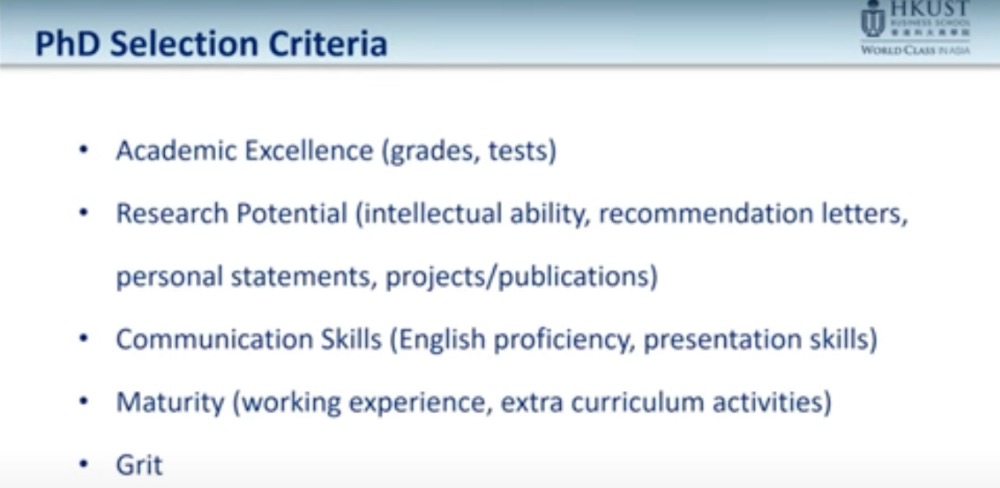 PhD Selection Criteria
HKUST
BUSINESS SCHOOL
WORLD CLASS IN ASIA
• Academic Excellence (grades, tests)
• Research Potential (intellectual ability, recommendation letters,
personal statements, projects/publications)
• Communication Skills (English proficiency, presentation skills)
• Maturity (working experience, extra curriculum activities)
• Grit